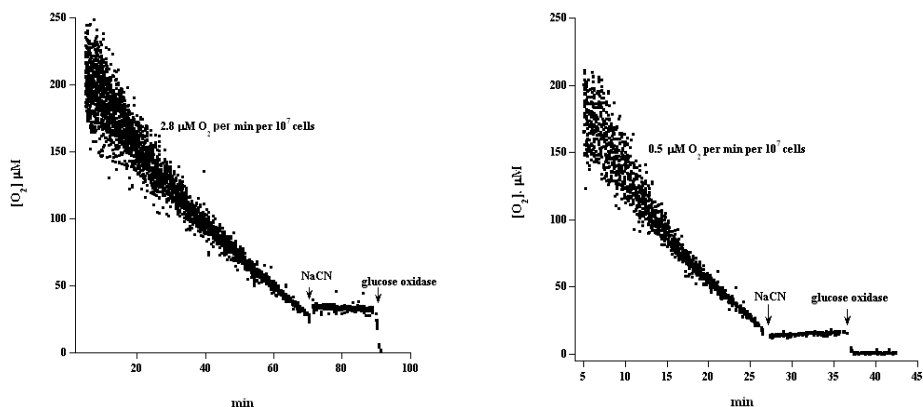 250
200
150
100
50
0
[O2] µM
2.8 µM O2 per min per 10^7 cells
NaCN
glucose oxidase
20
40
60
80
100
min
250
200
150
100
50
0
[O2], µM
0.5 µM O2 per min per 10^7 cells
NaCN
glucose oxidase
5
10
15
20
25
30
35
40
45
min